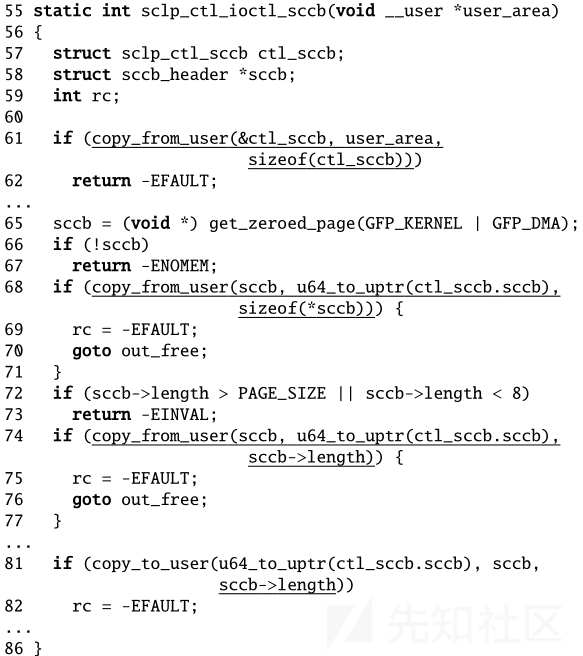 55 static int sclp_ctl_ioctl_sccb(void __user *user_area)
56 {
57   struct sclp_ctl_sccb ctl_sccb;
58   struct sccb_header *sccb;
59   int rc;
60
61   if (copy_from_user(&ctl_sccb, user_area,
                        sizeof(ctl_sccb)))
62     return -EFAULT;
...
65   sccb = (void *) get_zeroed_page(GFP_KERNEL | GFP_DMA);
66   if (!sccb)
67     return -ENOMEM;
68   if (copy_from_user(sccb, u64_to_uptr(ctl_sccb.sccb),
                        sizeof(*sccb))) {
69     rc = -EFAULT;
70     goto out_free;
71   }
72   if (sccb->length > PAGE_SIZE || sccb->length < 8)
73     return -EINVAL;
74   if (copy_from_user(sccb, u64_to_uptr(ctl_sccb.sccb),
                        sccb->length)) {
75     rc = -EFAULT;
76     goto out_free;
77   }
...
81   if (copy_to_user(u64_to_uptr(ctl_sccb.sccb), sccb,
                      sccb->length))
82     rc = -EFAULT;
...
86 }
先知社区